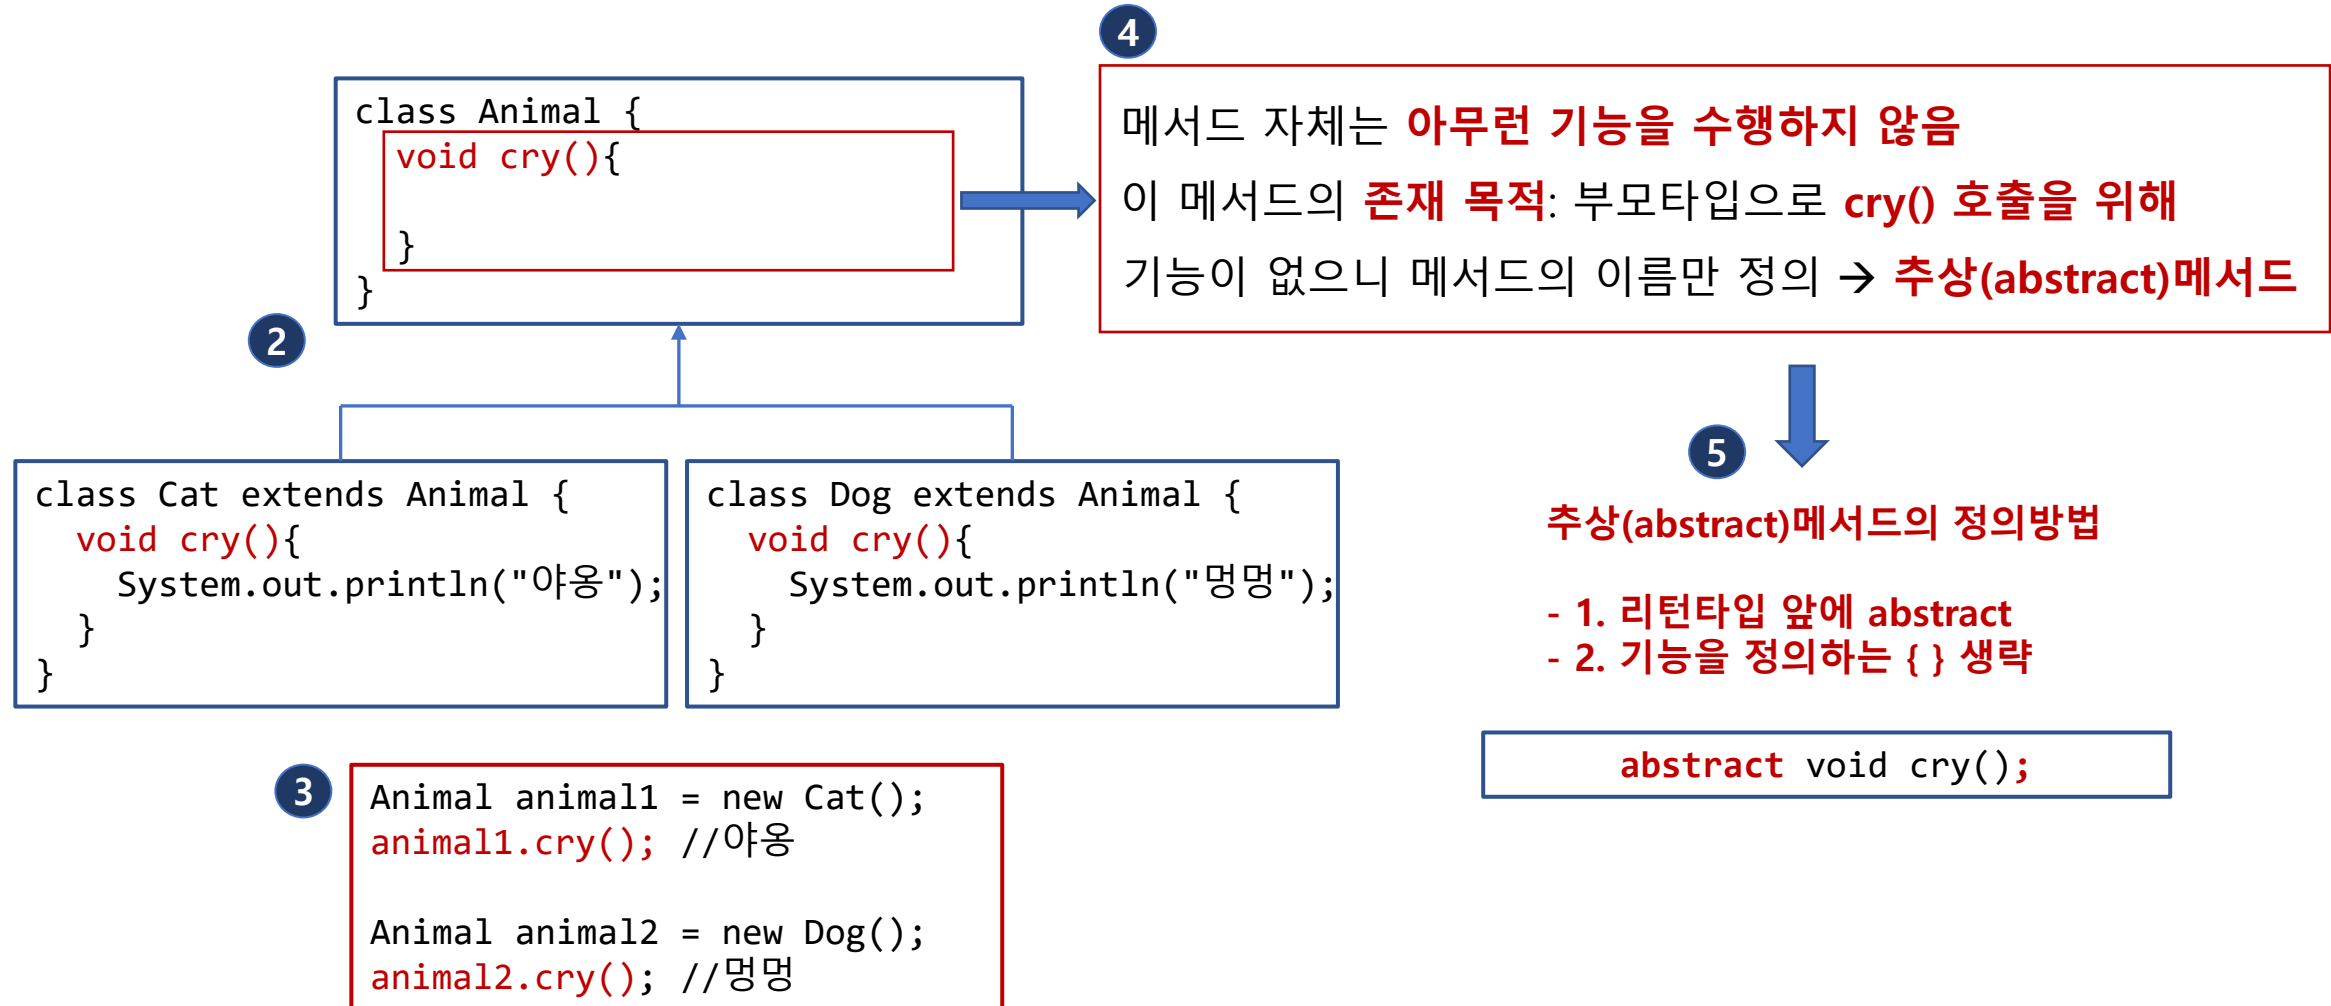 4
class Animal {
void cry(){
}
}
메서드 자체는 아무런 기능을 수행하지 않음
이 메서드의 존재 목적: 부모타입으로 cry() 호출을 위해
기능이 없으니 메서드의 이름만 정의 → 추상(abstract)메서드
2
class Cat extends Animal {
void cry(){
System.out.println("야옹");
}
}
class Dog extends Animal {
void cry(){
System.out.println("멍멍");
}
}
5
추상(abstract)메서드의 정의방법
- 1. 리턴타입 앞에 abstract
- 2. 기능을 정의하는 { } 생략
abstract void cry();
3
Animal animal1 = new Cat();
animal1.cry(); //야옹
Animal animal2 = new Dog();
animal2.cry(); //멍멍